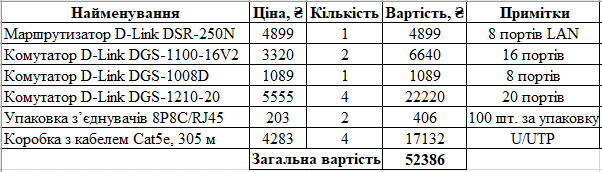 Найменування Ціна, ₴ Кількість Вартість, ₴ Примітки
Маршрутизатор D-Link DSR-250N 4899 1 4899 8 портів LAN
Комутатор D-Link DGS-1100-16V2 3320 2 6640 16 портів
Комутатор D-Link DGS-1008D 1089 1 1089 8 портів
Комутатор D-Link DGS-1210-20 5555 4 22220 20 портів
Упаковка з’єднувачів 8P8C/RJ45 203 2 406 100 шт. за упаковку
Коробка з кабелем Cat5e, 305 м 4283 4 17132 U/UTP
Загальна вартість 52386